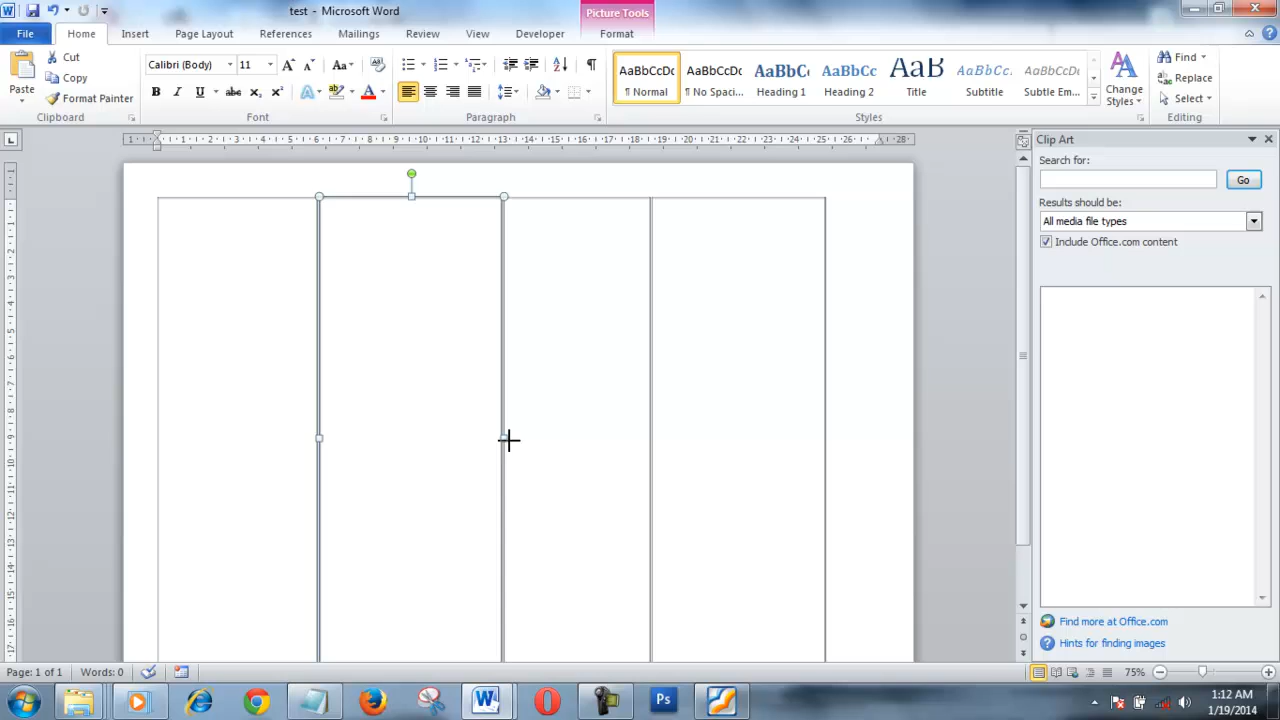 test - Microsoft Word
Picture Tools
File Home Insert Page Layout References Mailings Review View Developer Format
Paste
Cut
Copy
Format Painter
Clipboard
Calibri (Body) 11
Font
Paragraph
AaBbCcDc
¶ Normal
AaBbCcDc
¶ No Spaci...
AaBbCc
Heading 1
AaBbCc
Heading 2
AaB
Title
AaBbCc.
Subtitle
AaBbCcDc
Subtle Em...
Change
Styles
Styles
Find
Replace
Select
Editing
Clip Art
Search for:
Go
Results should be:
All media file types
Include Office.com content
Find more at Office.com
Hints for finding images
Page: 1 of 1 Words: 0
75%
1:12 AM
1/19/2014